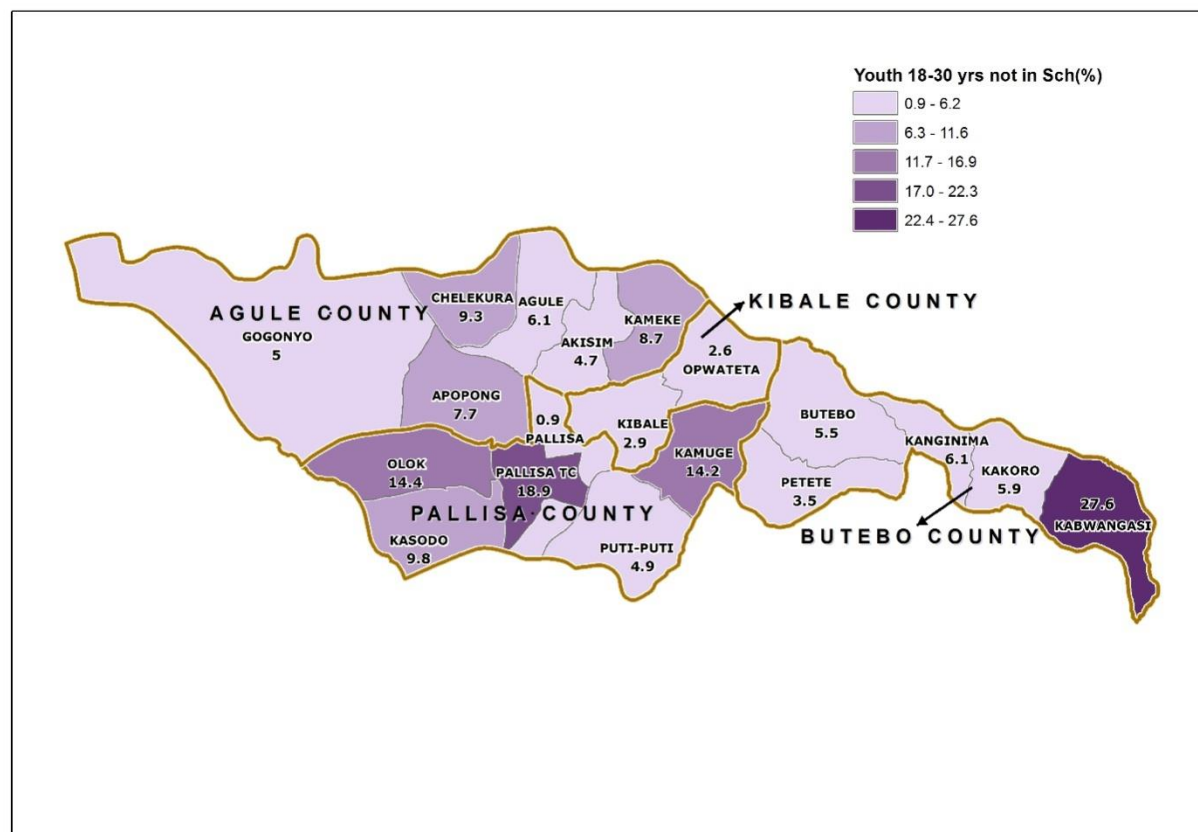 Youth 18-30 yrs not in Sch(%)
0.9 - 6.2
6.3 - 11.6
11.7 - 16.9
17.0 - 22.3
22.4 - 27.6
AGULE COUNTY
GOGONYO
5
CHELEKURA
9.3
AGULE
6.1
AKISIM
4.7
KAMEKE
8.7
KIBALE COUNTY
2.6
OPWATETA
APOPONG
7.7
0.9
PALLISA
KIBALE
2.9
BUTEBO
5.5
KANGINIMA
6.1
KAKORO
5.9
27.6
KABWANGASI
OLOK
14.4
PALLISA TC
18.9
KAMUGE
14.2
PETETE
3.5
PALLISA COUNTY
KASODO
9.8
PUTI-PUTI
4.9
BUTEBO COUNTY